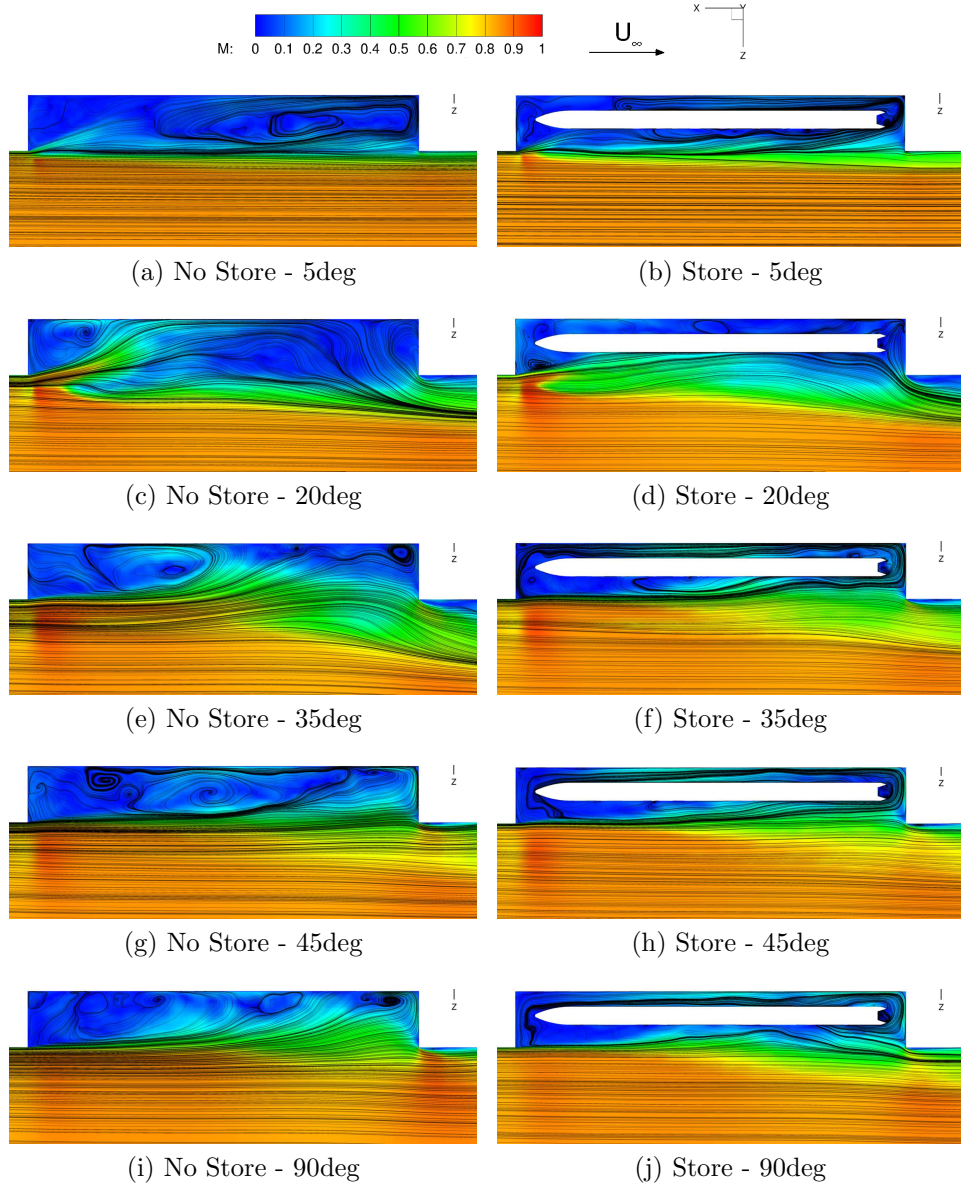 M: 0 0.1 0.2 0.3 0.4 0.5 0.6 0.7 0.8 0.9 1
U∞
X Y
Z
Z
Z
(a) No Store - 5deg
(b) Store - 5deg
Z
Z
(c) No Store - 20deg
(d) Store - 20deg
Z
Z
(e) No Store - 35deg
(f) Store - 35deg
Z
Z
(g) No Store - 45deg
(h) Store - 45deg
Z
Z
(i) No Store - 90deg
(j) Store - 90deg